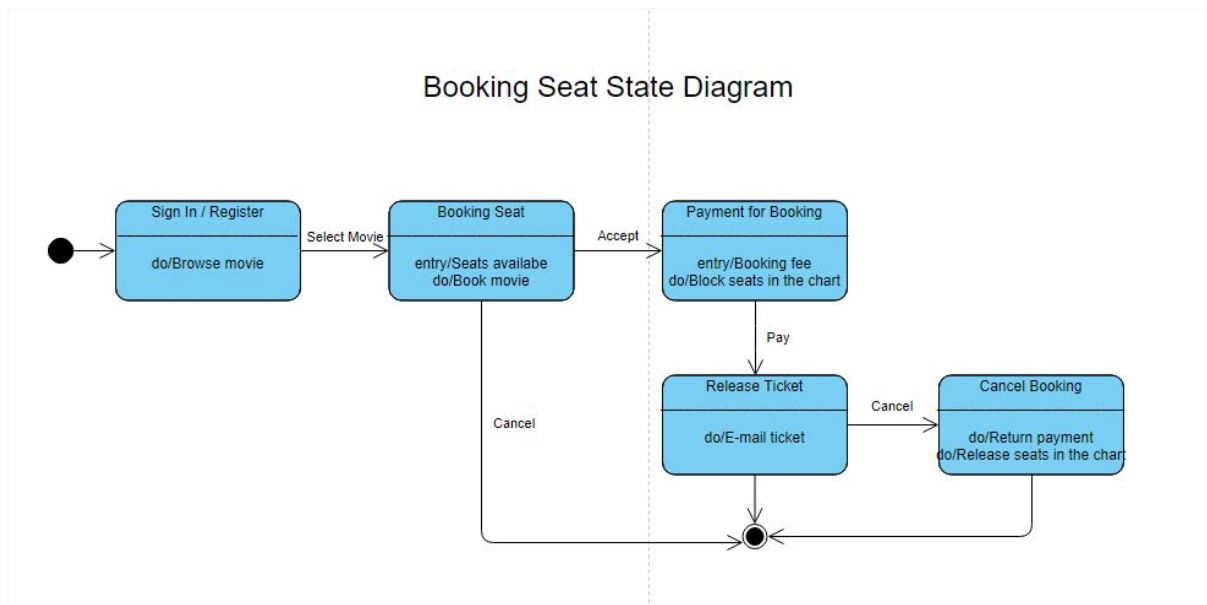 Booking Seat State Diagram
Sign In / Register
do/Browse movie
Select Movie
Booking Seat
entry/Seats availabe
do/Book movie
Accept
Payment for Booking
entry/Booking fee
do/Block seats in the chart
Pay
Cancel
Release Ticket
do/E-mail ticket
Cancel
Cancel Booking
do/Return payment
do/Release seats in the chart